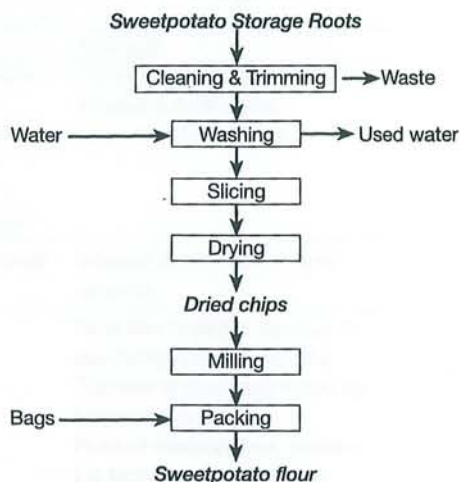 Sweetpotato Storage Roots
Cleaning & Trimming
Waste
Water
Washing
Used water
Slicing
Drying
Dried chips
Milling
Bags
Packing
Sweetpotato flour